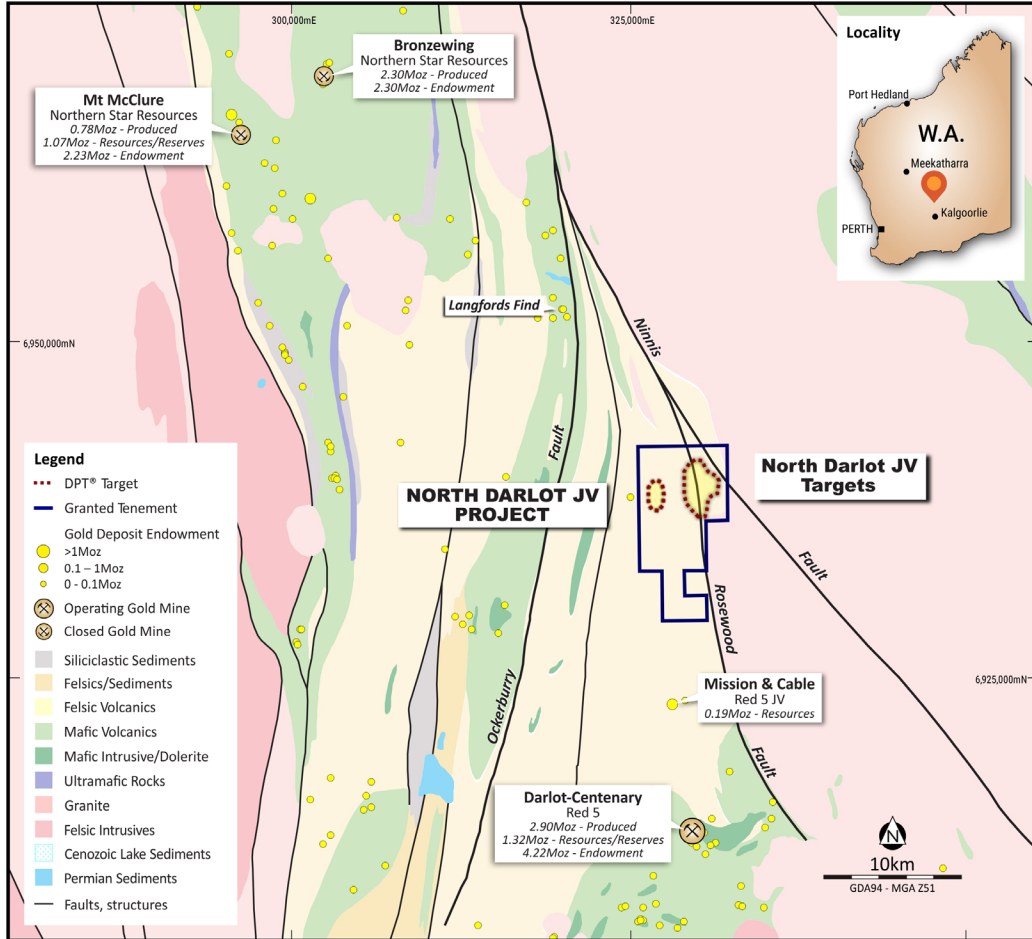 300,000mE
325,000mE
Bronzewing
Northern Star Resources
2.30Moz - Produced
2.30Moz - Endowment
Mt McClure
Northern Star Resources
0.78Moz - Produced
1.07Moz - Resources/Reserves
2.23Moz - Endowment
Locality
Port Hedland
W.A.
Meekatharra
Kalgoorlie
PERTH
Langfords Find
Ninnis
6,950,000mN
Fault
NORTH DARLOT JV
PROJECT
North Darlot JV
Targets
Fault
Rosewood
Ockerburry
6,925,000mN
Mission & Cable
Red 5 JV
0.19Moz - Resources
Fault
Darlot-Centenary
Red 5
2.90Moz - Produced
1.32Moz - Resources/Reserves
4.22Moz - Endowment
N
10km
GDA94 - MGA Z51
Legend
DPT® Target
Granted Tenement
Gold Deposit Endowment
>1Moz
0.1 – 1Moz
0 - 0.1Moz
Operating Gold Mine
Closed Gold Mine
Siliciclastic Sediments
Felsics/Sediments
Felsic Volcanics
Mafic Volcanics
Mafic Intrusive/Dolerite
Ultramafic Rocks
Granite
Felsic Intrusives
Cenozoic Lake Sediments
Permian Sediments
Faults, structures